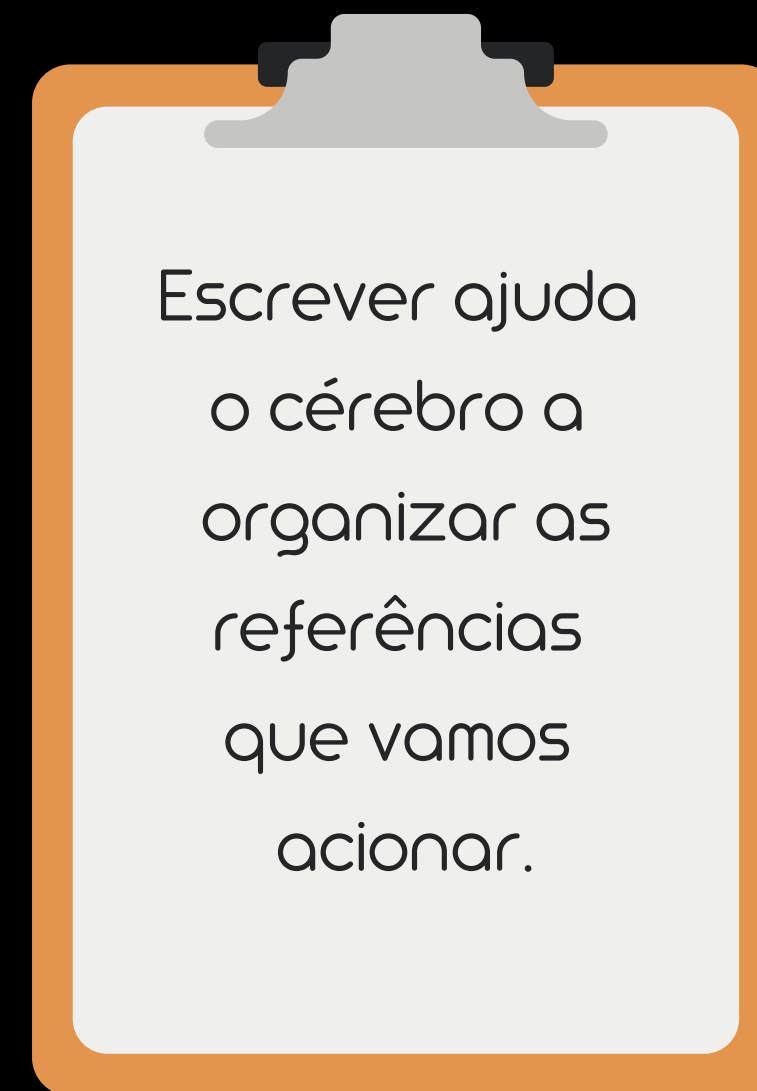 Escrever ajuda
o cérebro a
organizar as
referências
que vamos
acionar.